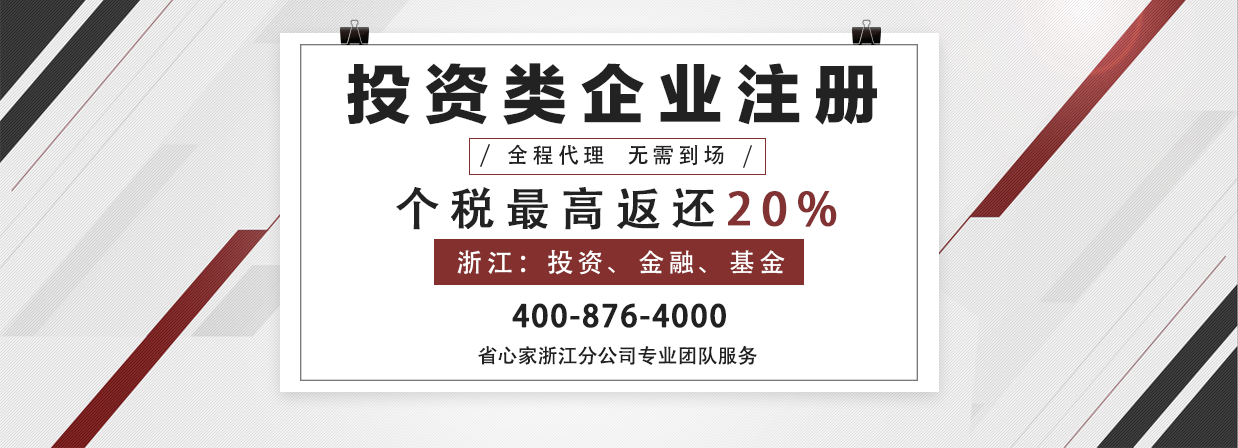 投资类企业注册
/ 全程代理 无需到场 /
个税最高返还20%
浙江：投资、金融、基金
400-876-4000
省心家浙江分公司专业团队服务